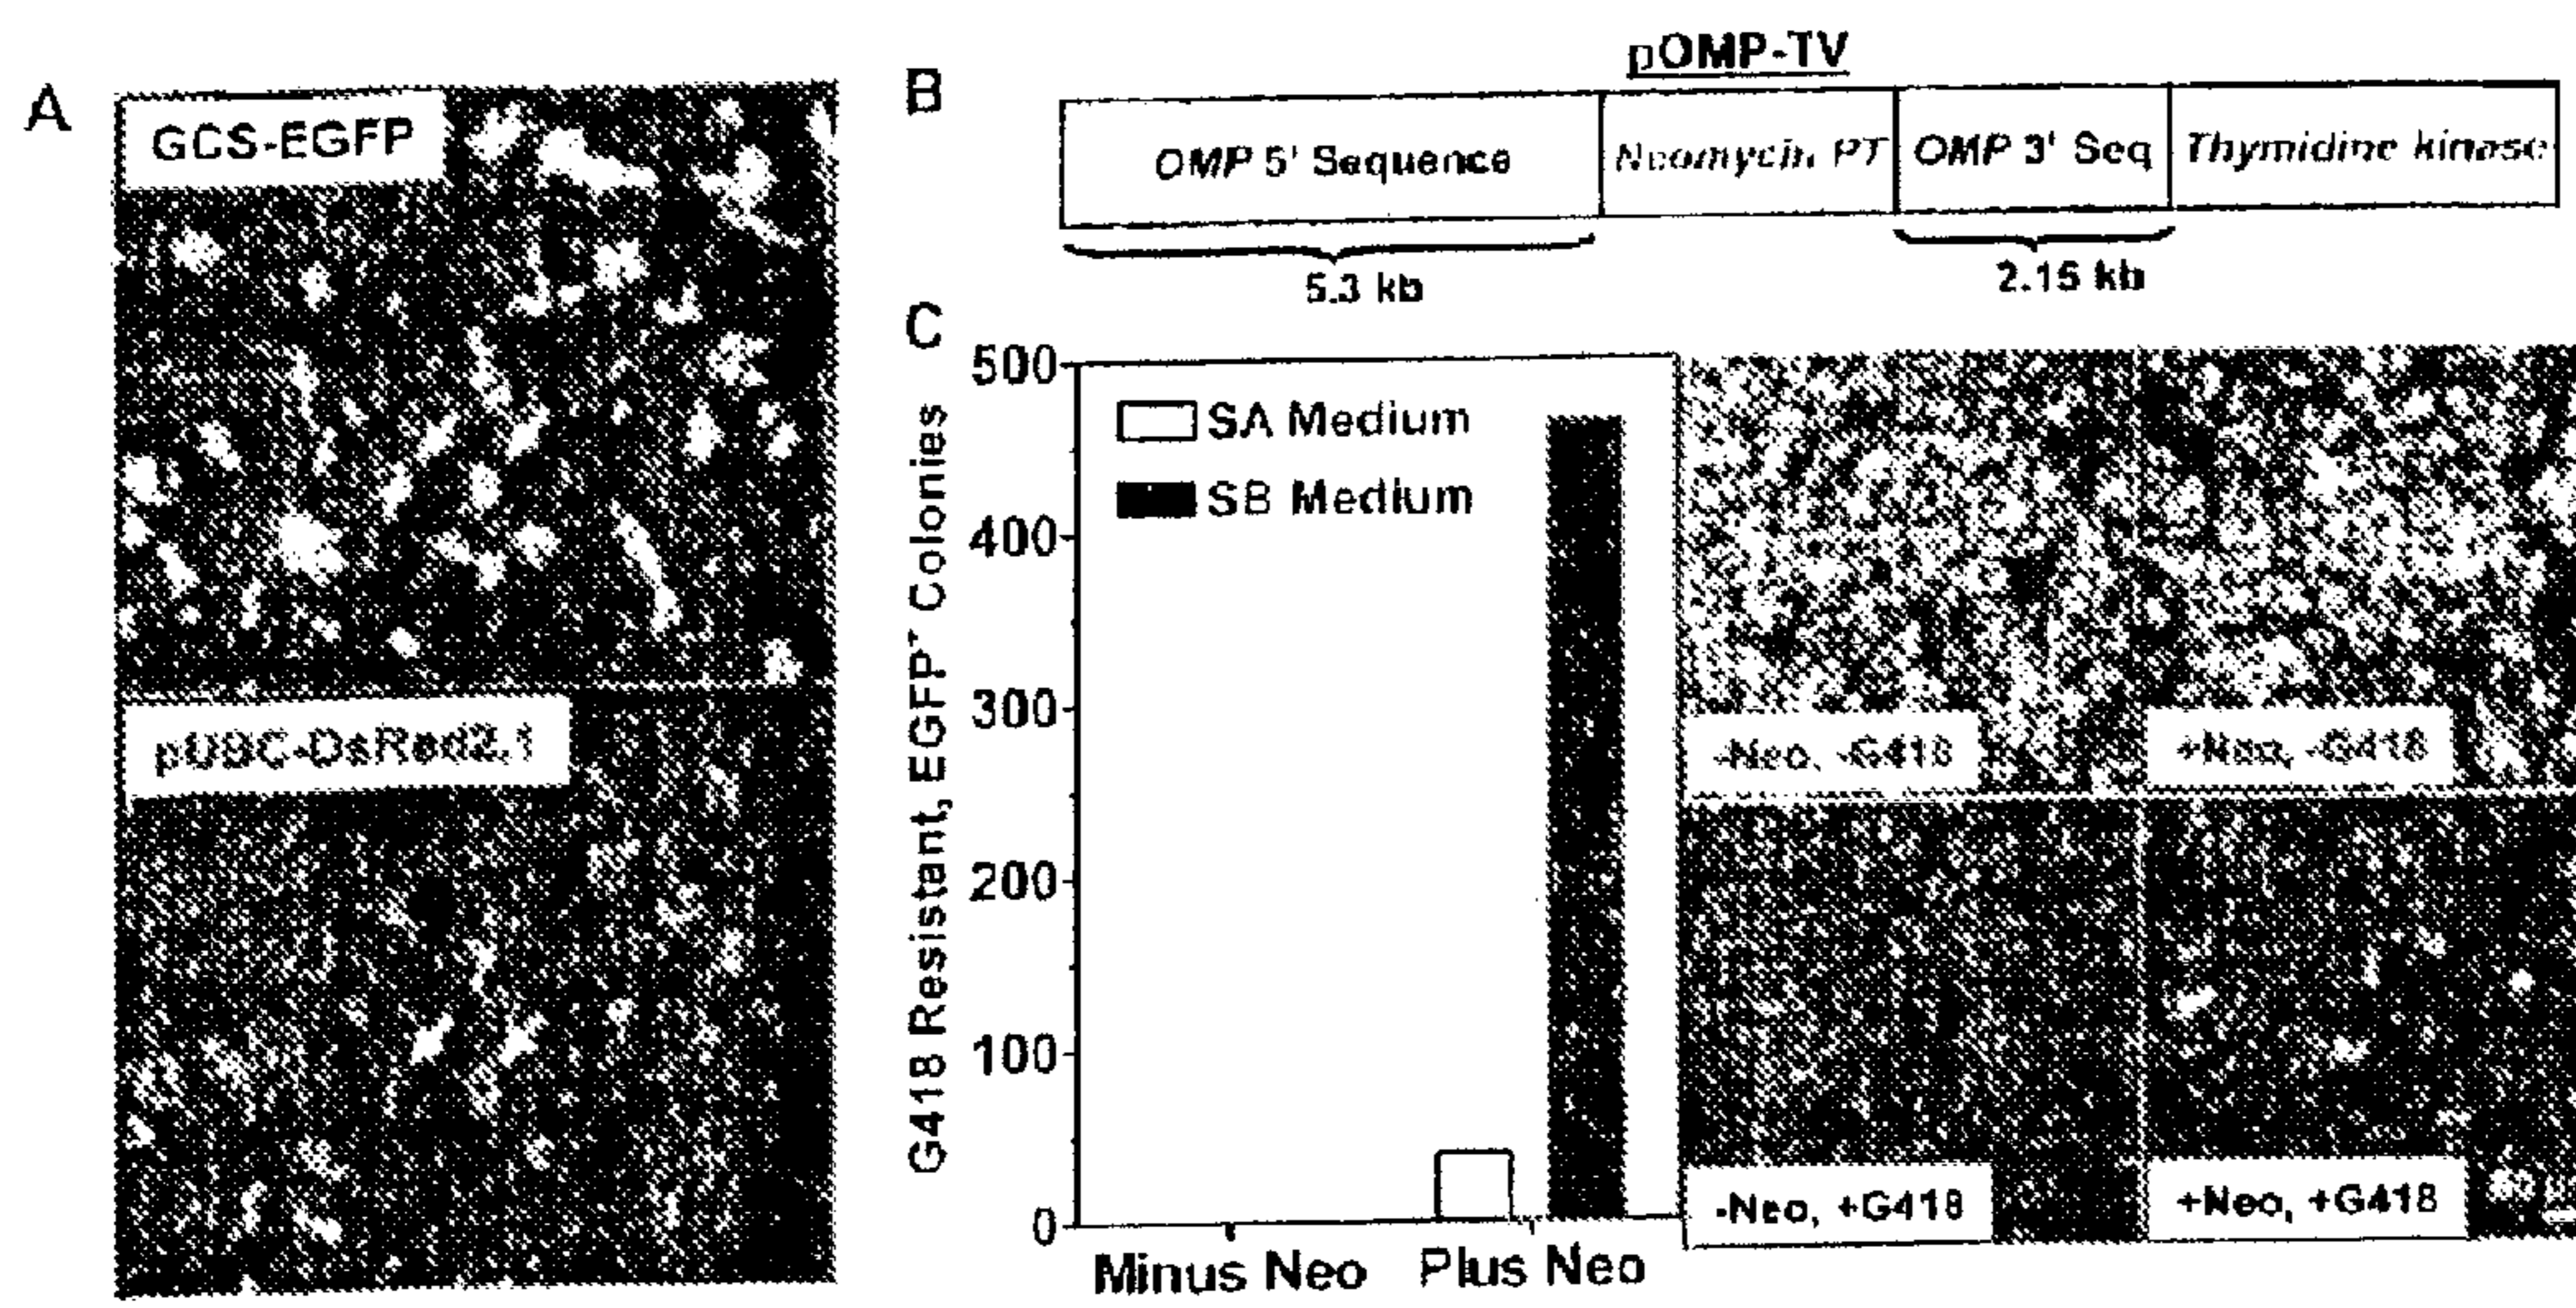 A
GCS-EGFP
pUBC-DsRed2.1
B
pOMP-TV
OMP 5' Sequence
Neomycin PT
OMP 3' Seq
Thymidine kinase
5.3 kb
2.15 kb
C
G418 Resistant, EGFP⁺ Colonies
500
400
300
200
100
0
SA Medium
SB Medium
Minus Neo
Plus Neo
-Neo, -G418
+Neo, -G418
-Neo, +G418
+Neo, +G418